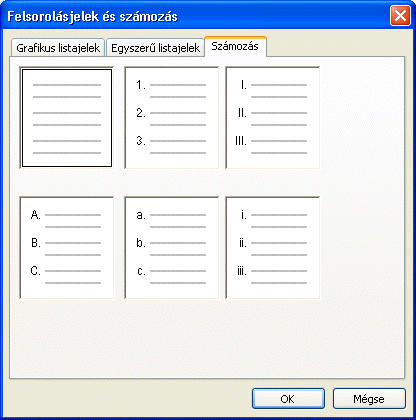 Felsorolásjelek és számozás
Grafikus listajelek Egyszerű listajelek Számozás
1. I.
2. II.
3. III.
A. a. i.
B. b. ii.
C. c. iii.
OK Mégse